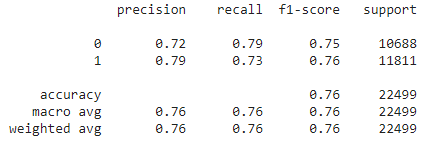 precision recall f1-score support
0 0.72 0.79 0.75 10688
1 0.79 0.73 0.76 11811
accuracy 0.76 22499
macro avg 0.76 0.76 0.76 22499
weighted avg 0.76 0.76 0.76 22499